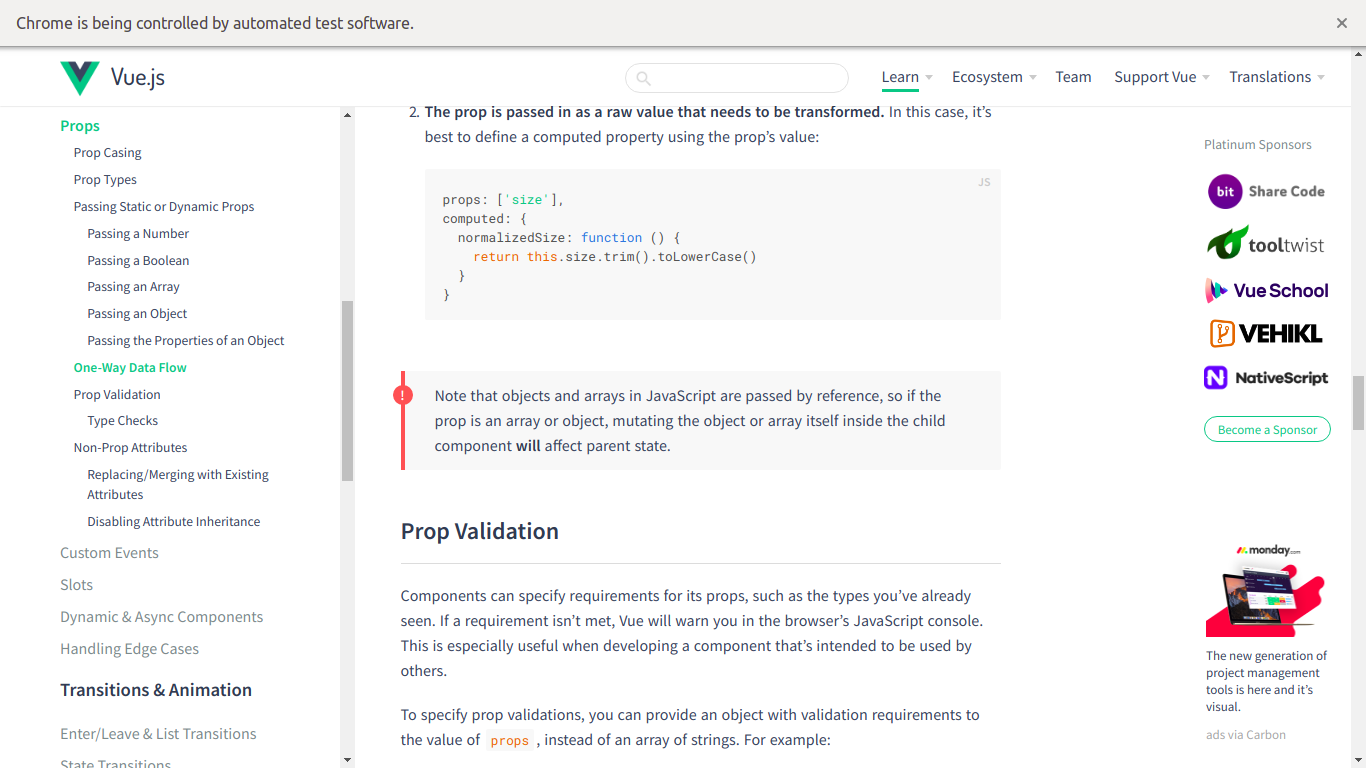 Chrome is being controlled by automated test software.
Vue.js
Learn
Ecosystem
Team
Support Vue
Translations
Props
Prop Casing
Prop Types
Passing Static or Dynamic Props
Passing a Number
Passing a Boolean
Passing an Array
Passing an Object
Passing the Properties of an Object
One-Way Data Flow
Prop Validation
Type Checks
Non-Prop Attributes
Replacing/Merging with Existing
Attributes
Disabling Attribute Inheritance
Custom Events
Slots
Dynamic & Async Components
Handling Edge Cases
Transitions & Animation
Enter/Leave & List Transitions
State Transitions
2. The prop is passed in as a raw value that needs to be transformed. In this case, it’s
best to define a computed property using the prop’s value:
JS
props: ['size'],
computed: {
  normalizedSize: function () {
    return this.size.trim().toLowerCase()
  }
}
!
Note that objects and arrays in JavaScript are passed by reference, so if the
prop is an array or object, mutating the object or array itself inside the child
component will affect parent state.
Prop Validation
Components can specify requirements for its props, such as the types you’ve already
seen. If a requirement isn’t met, Vue will warn you in the browser’s JavaScript console.
This is especially useful when developing a component that’s intended to be used by
others.
To specify prop validations, you can provide an object with validation requirements to
the value of props , instead of an array of strings. For example:
Platinum Sponsors
bit Share Code
tooltwist
Vue School
VEHIKL
N NativeScript
Become a Sponsor
monday.com
The new generation of
project management
tools is here and it’s
visual.
ads via Carbon